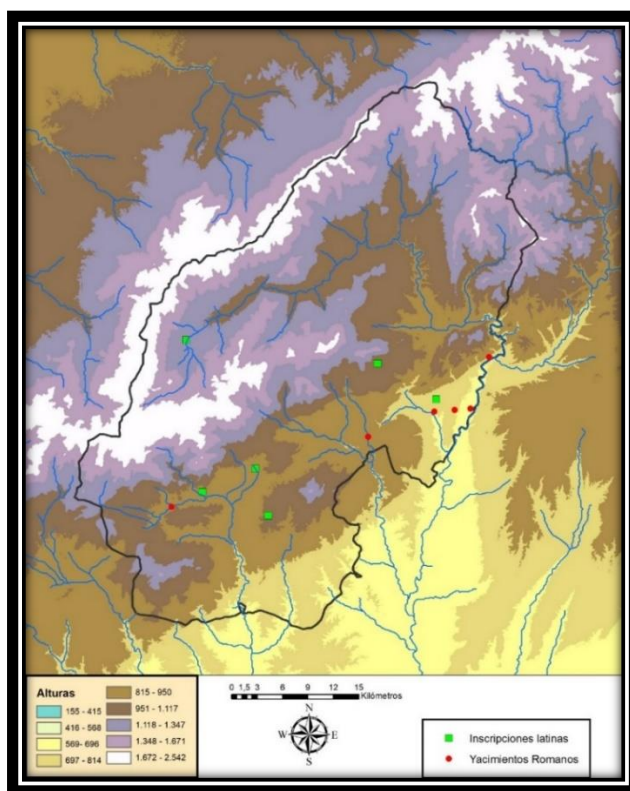 Alturas
155 - 415
416 - 568
569- 696
697 - 814
815 - 950
951 - 1.117
1.118 - 1.347
1.348 - 1.671
1.672 - 2.542
0 1,5 3 6 9 12 15
Kilómetros
N
W E
S
Inscripciones latinas
Yacimientos Romanos